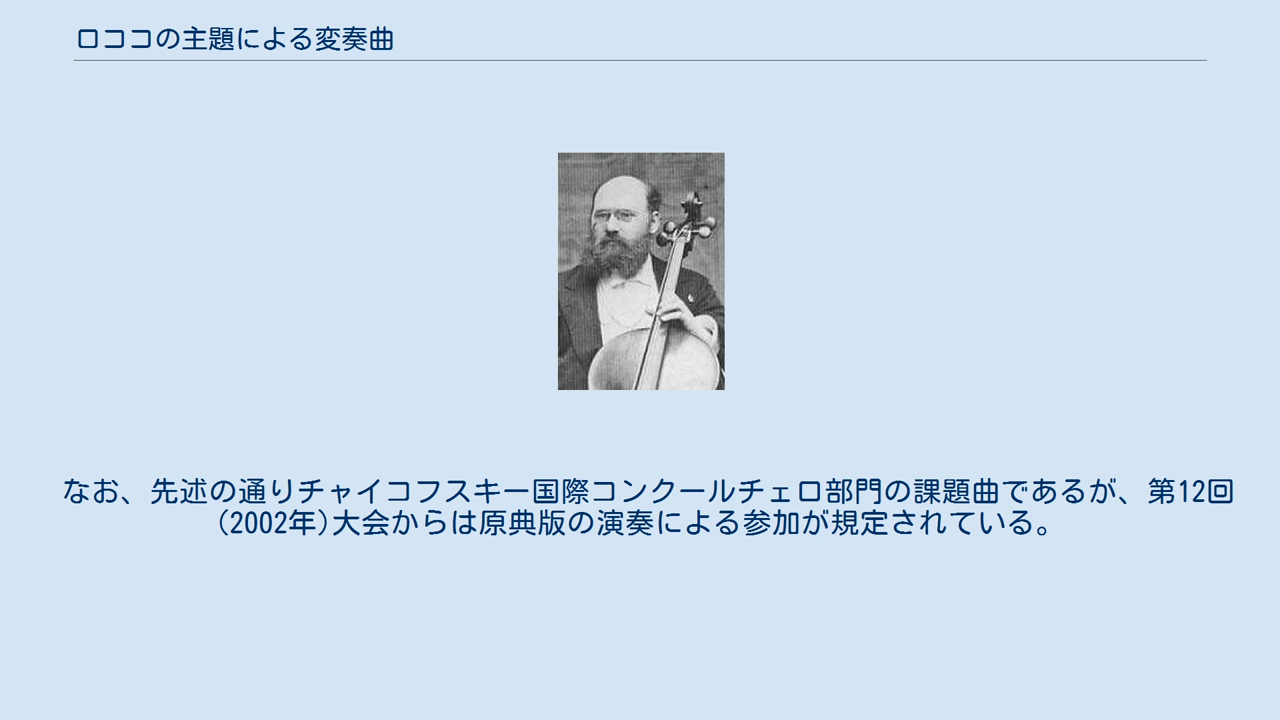 ロココの主題による変奏曲
なお、先述の通りチャイコフスキー国際コンクールチェロ部門の課題曲であるが、第12回
(2002年)大会からは原典版の演奏による参加が規定されている。